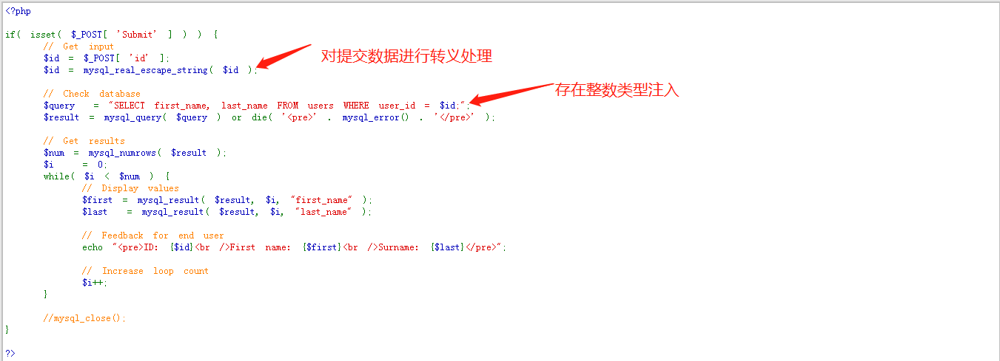 <?php
if( isset( $_POST[ 'Submit' ] ) ) {
// Get input
$id = $_POST[ 'id' ];
对提交数据进行转义处理
$id = mysql_real_escape_string( $id );
// Check database
存在整数类型注入
$query = "SELECT first_name, last_name FROM users WHERE user_id = $id;";
$result = mysql_query( $query ) or die( '<pre>' . mysql_error() . '</pre>' );
// Get results
$num = mysql_numrows( $result );
$i = 0;
while( $i < $num ) {
// Display values
$first = mysql_result( $result, $i, "first_name" );
$last = mysql_result( $result, $i, "last_name" );
// Feedback for end user
echo "<pre>ID: {$id}<br />First name: {$first}<br />Surname: {$last}</pre>";
// Increase loop count
$i++;
}
//mysql_close();
}
?>